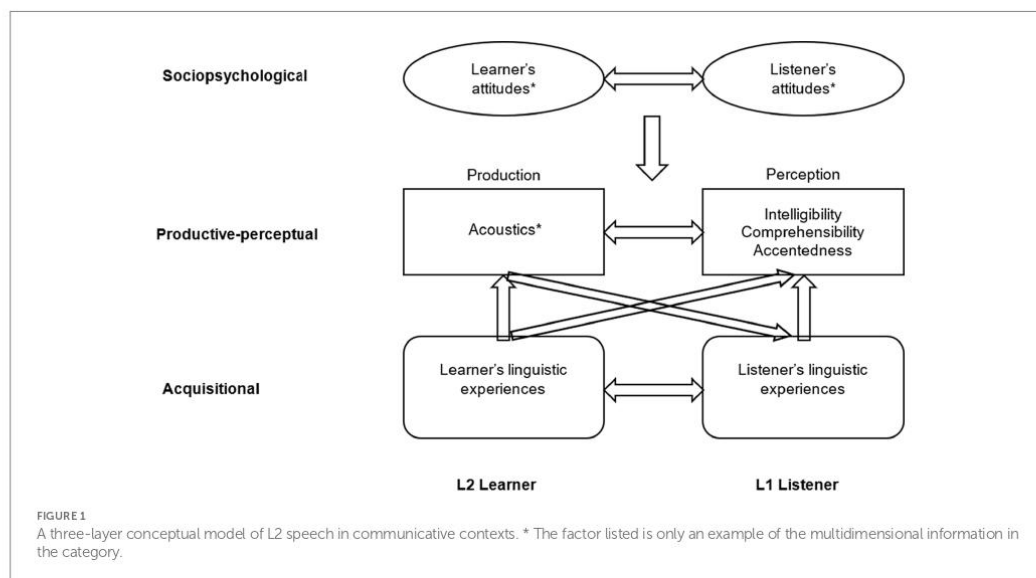 Sociopsychological
Learner's
attitudes*
Listener's
attitudes*
Production
Perception
Productive-perceptual
Acoustics*
Intelligibility
Comprehensibility
Accentedness
Acquisitional
Learner's linguistic
experiences
Listener's linguistic
experiences
L2 Learner
L1 Listener
FIGURE 1
A three-layer conceptual model of L2 speech in communicative contexts. * The factor listed is only an example of the multidimensional information in
the category.